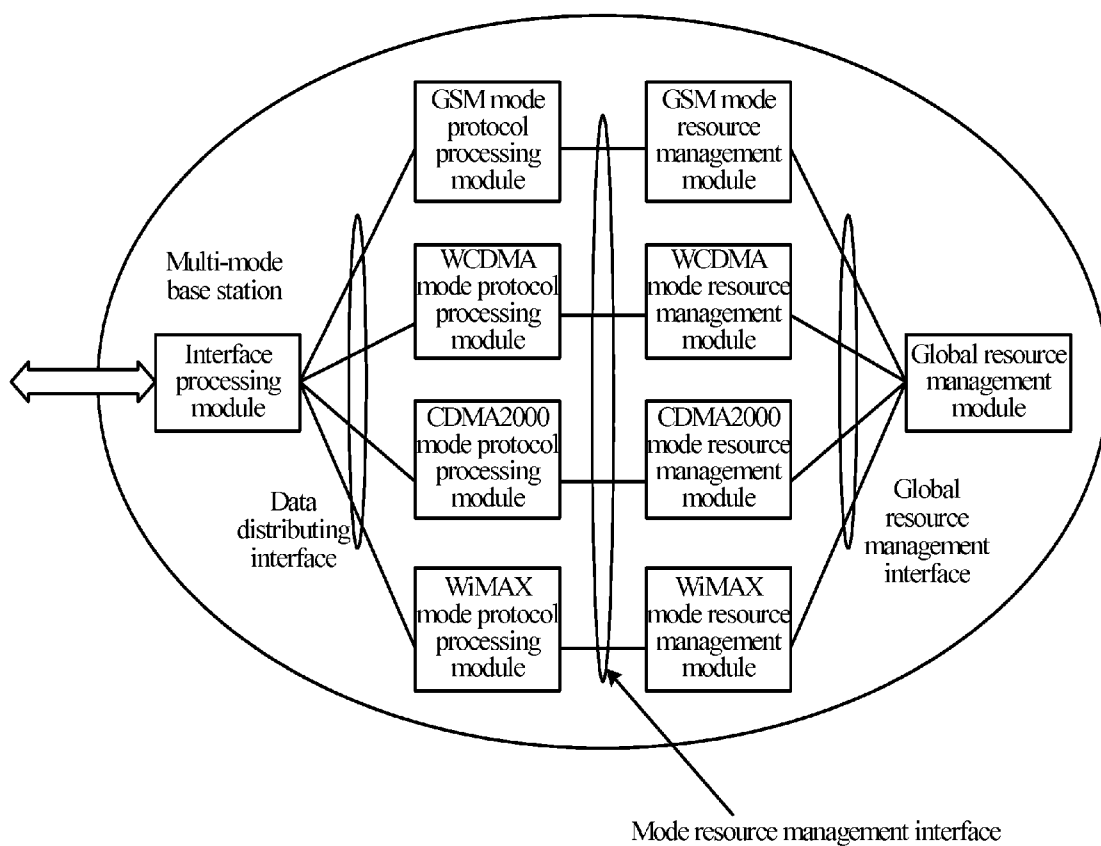 GSM mode
protocol
processing
module
GSM mode
resource
management
module
Multi-mode
base station
WCDMA
mode protocol
processing
module
WCDMA
mode resource
management
module
Interface
processing
module
Global resource
management
module
CDMA2000
mode protocol
processing
module
CDMA2000
mode resource
management
module
Data
distributing
interface
Global
resource
management
interface
WiMAX
mode protocol
processing
module
WiMAX
mode resource
management
module
Mode resource management interface